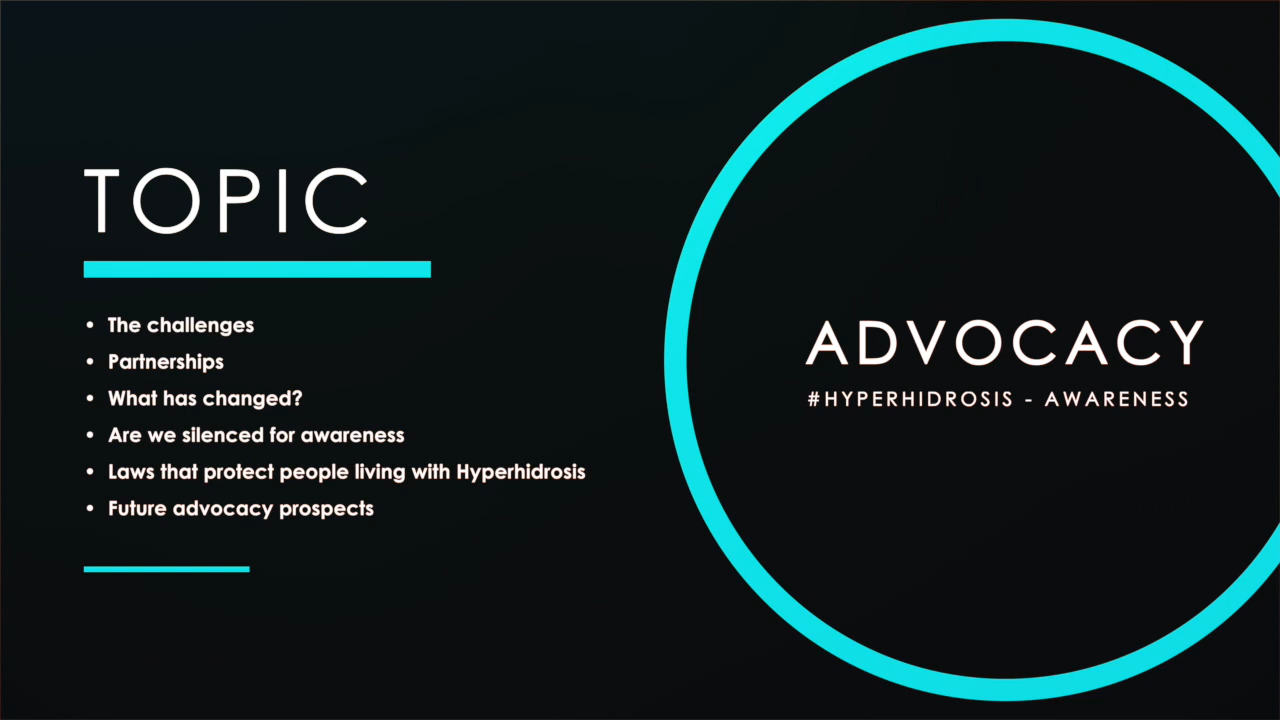 TOPIC
• The challenges
• Partnerships
• What has changed?
• Are we silenced for awareness
• Laws that protect people living with Hyperhidrosis
• Future advocacy prospects
ADVOCACY
#HYPERHIDROSIS - AWARENESS